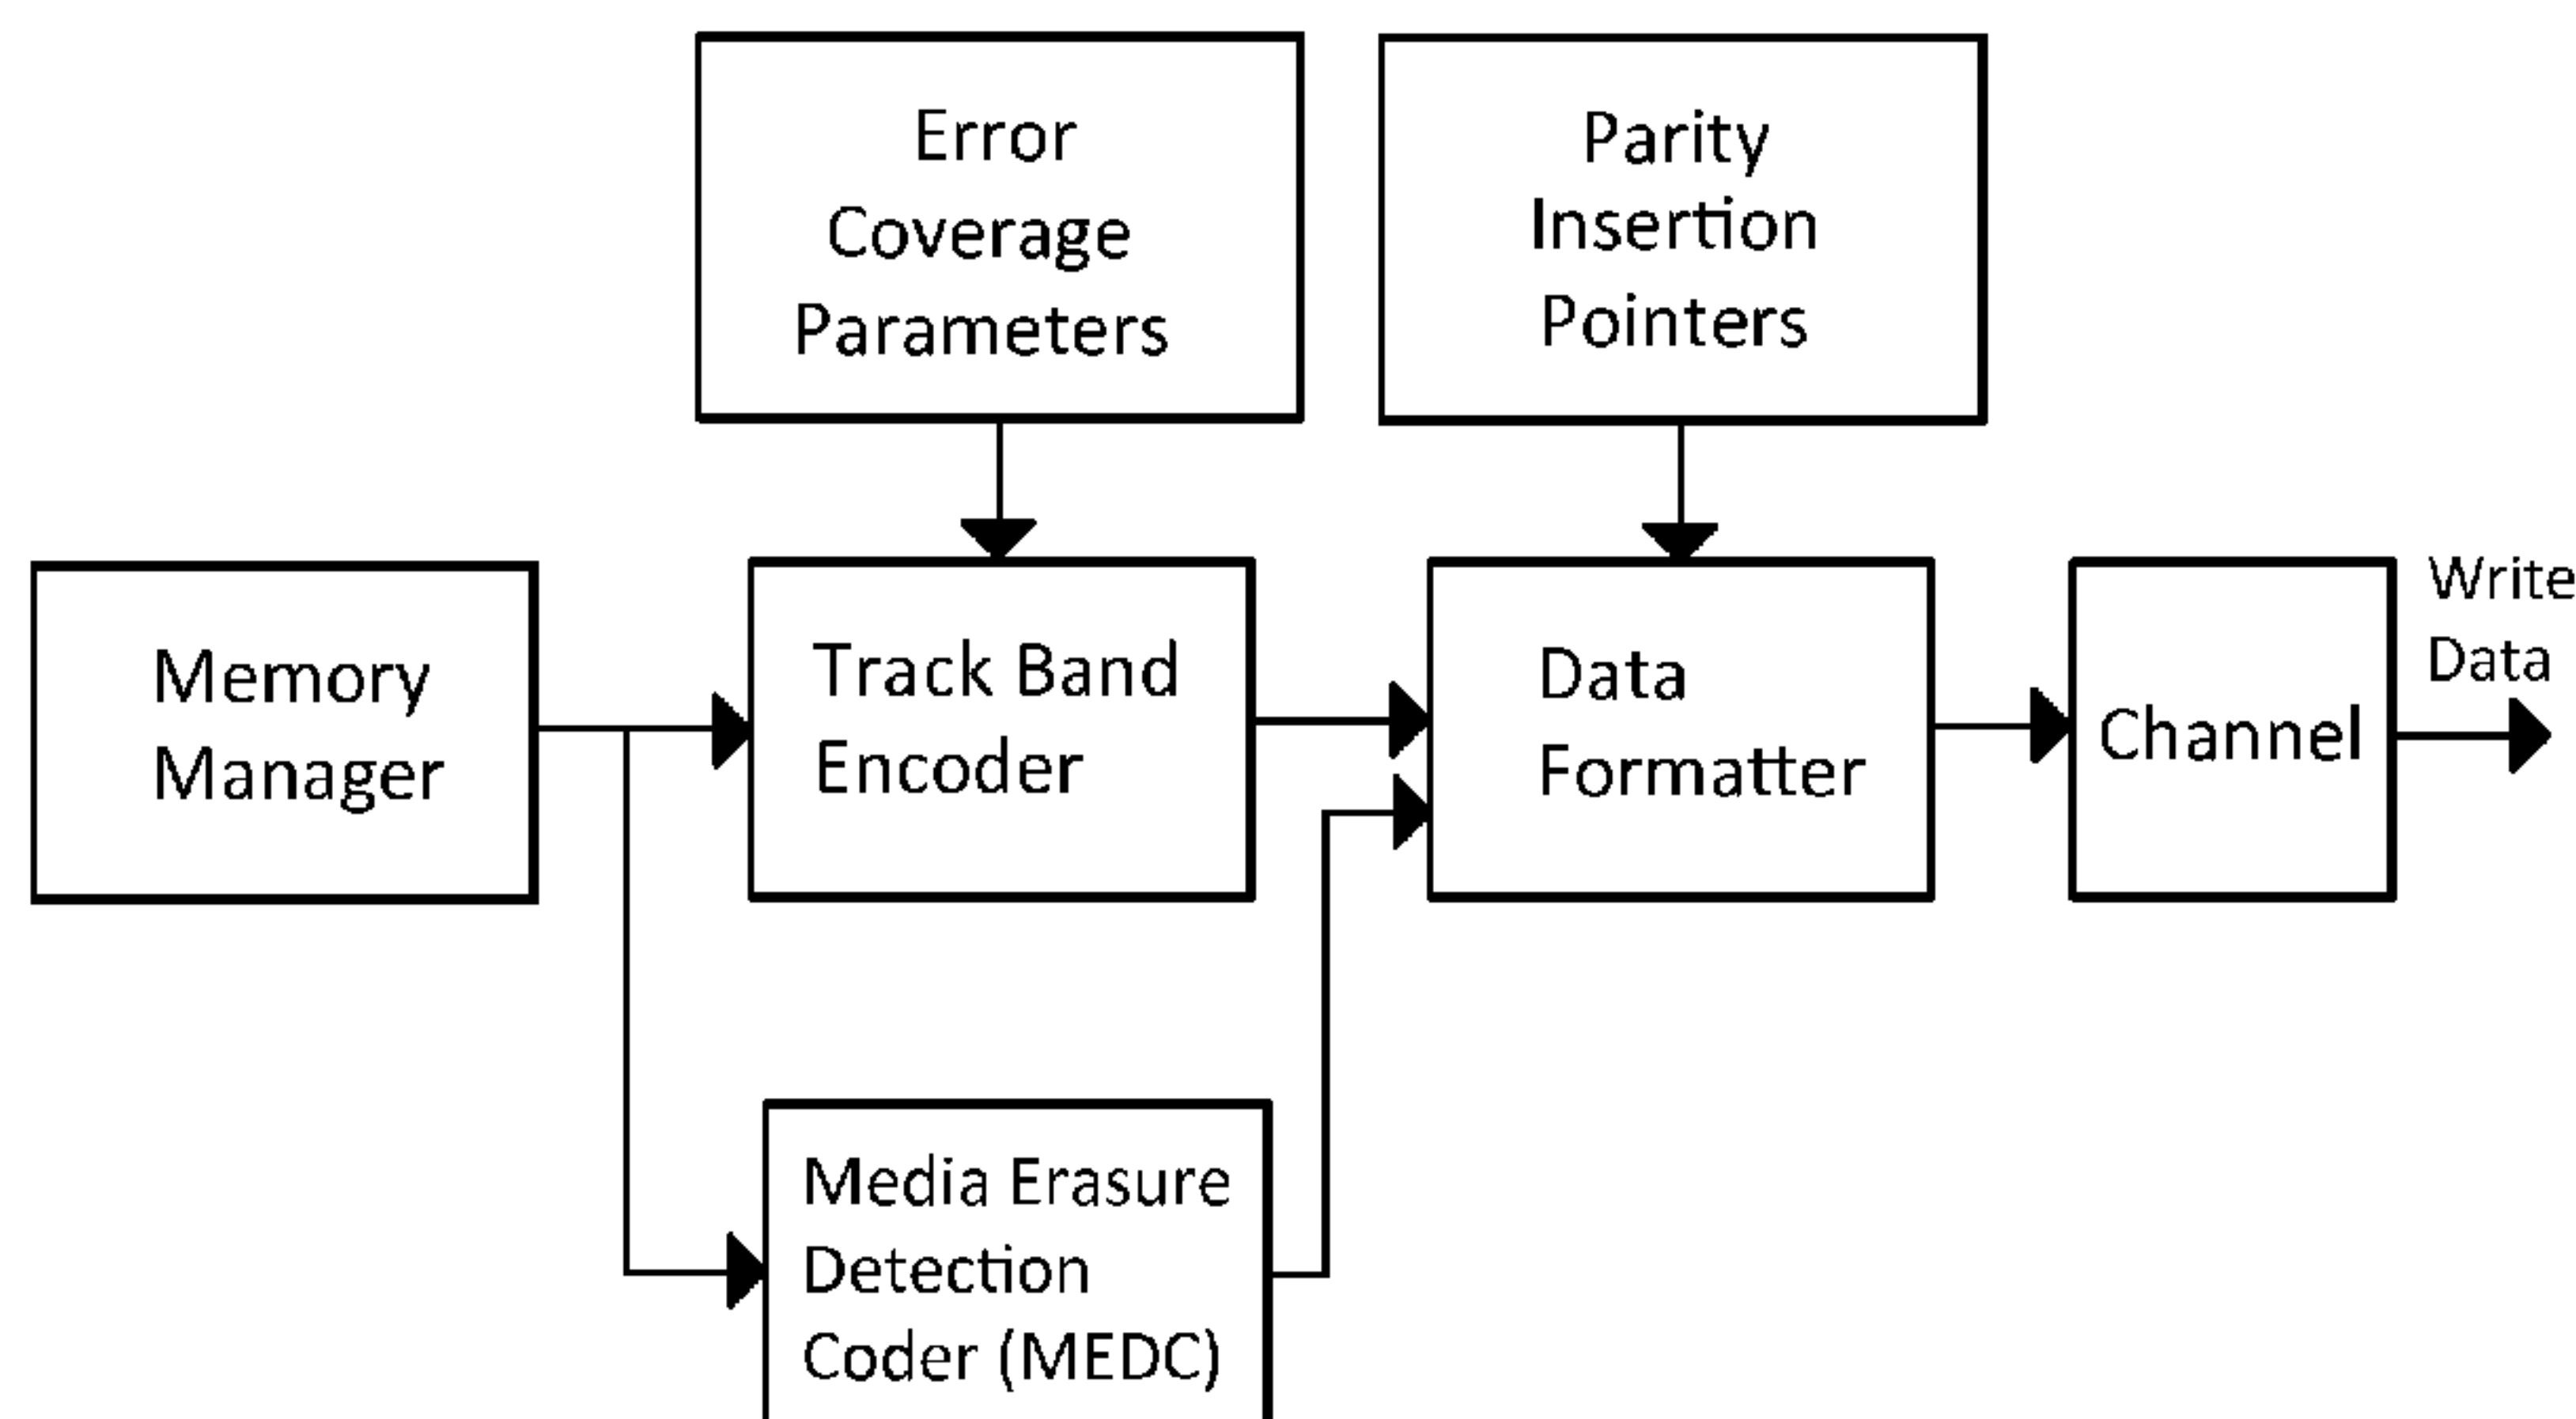 Error
Coverage
Parameters
Parity
Insertion
Pointers
Memory
Manager
Track Band
Encoder
Data
Formatter
Channel
Write
Data
Media Erasure
Detection
Coder (MEDC)